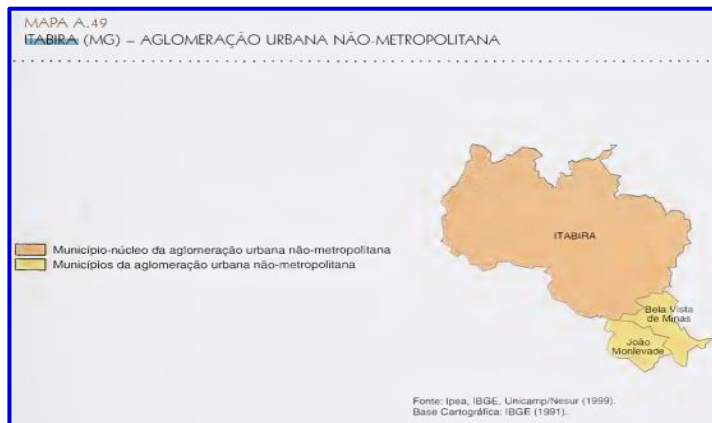 MAPA A.49
ITABIRA (MG) – AGLOMERAÇÃO URBANA NÃO-METROPOLITANA
ITABIRA
Município-núcleo da aglomeração urbana não-metropolitana
Municípios da aglomeração urbana não-metropolitana
Bela Vista
de Minas
João
Monlevade
Fonte: Ipea, IBGE, Unicamp/Nesur (1999).
Base Cartográfica: IBGE (1991).